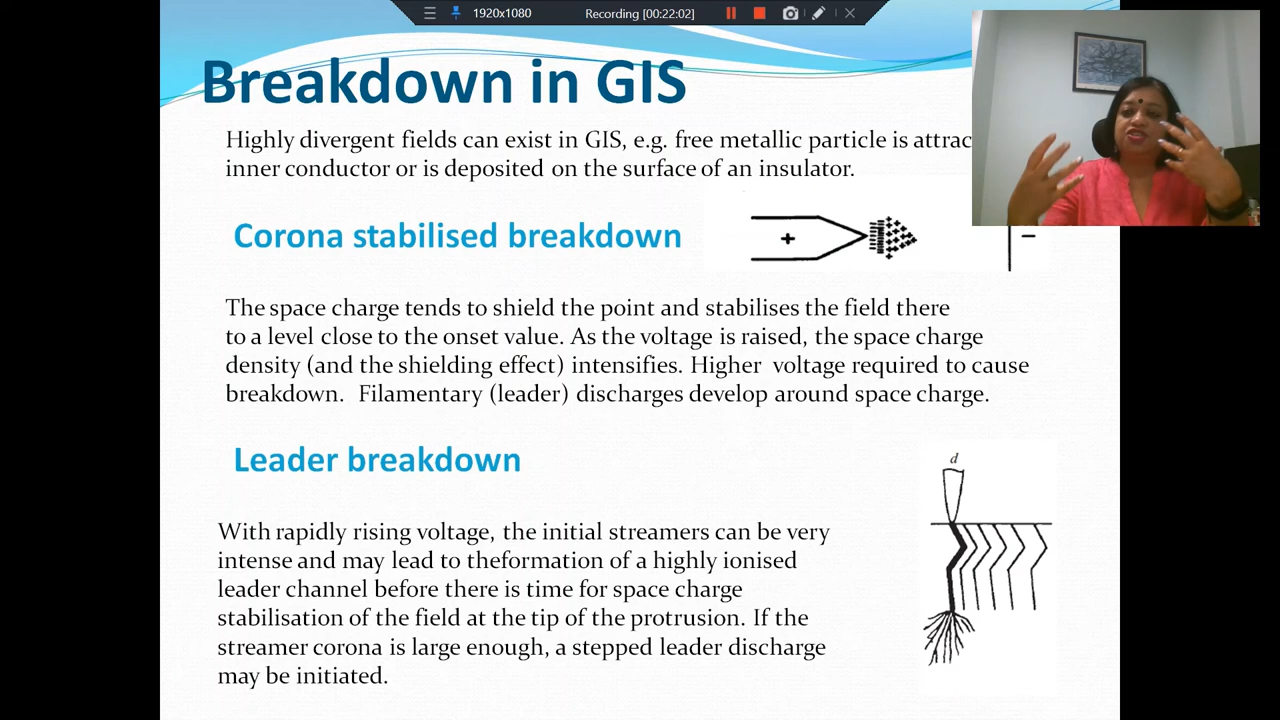 1920x1080
Recording [00:22:02]
Breakdown in GIS
Highly divergent fields can exist in GIS, e.g. free metallic particle is attrac
inner conductor or is deposited on the surface of an insulator.
Corona stabilised breakdown
+
−
The space charge tends to shield the point and stabilises the field there
to a level close to the onset value. As the voltage is raised, the space charge
density (and the shielding effect) intensifies. Higher voltage required to cause
breakdown. Filamentary (leader) discharges develop around space charge.
Leader breakdown
d
With rapidly rising voltage, the initial streamers can be very
intense and may lead to theformation of a highly ionised
leader channel before there is time for space charge
stabilisation of the field at the tip of the protrusion. If the
streamer corona is large enough, a stepped leader discharge
may be initiated.